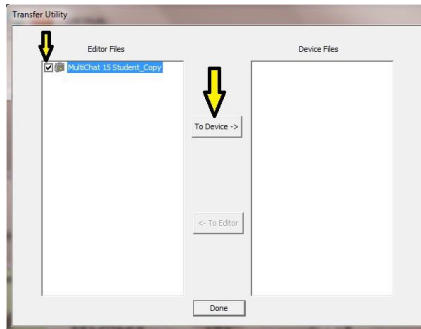 Transfer Utility
Editor Files
Device Files
MultiChat 15 Student_Copy
To Device ->
<- To Editor
Done